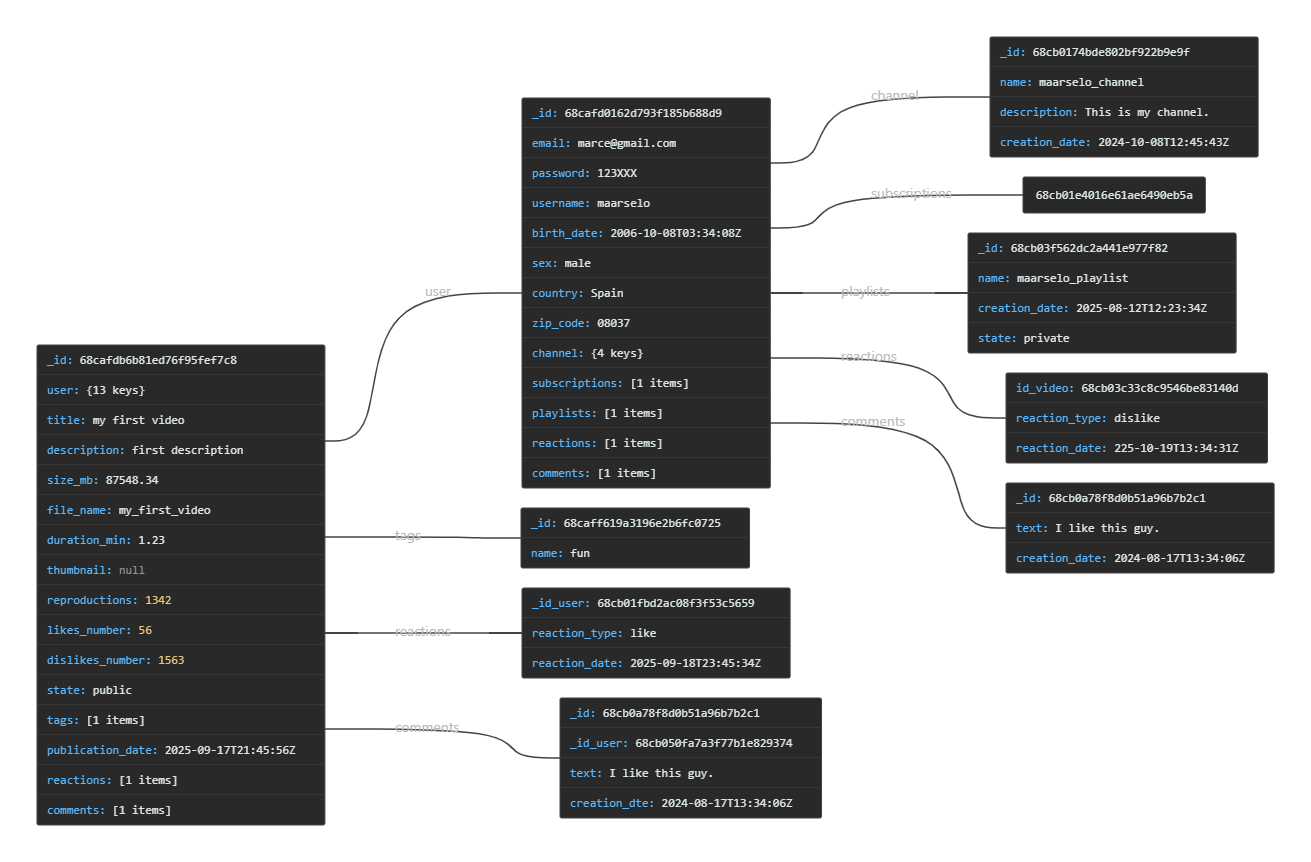 _id: 68cb0174bde802bf922b9e9f
name: maarselo_channel
description: This is my channel.
creation_date: 2024-10-08T12:45:43Z
channel
_id: 68cafd0162d793f185b688d9
email: marce@gmail.com
password: 123XXX
username: maarselo
birth_date: 2006-10-08T03:34:08Z
sex: male
country: Spain
zip_code: 08037
channel: {4 keys}
subscriptions: [1 items]
playlists: [1 items]
reactions: [1 items]
comments: [1 items]
subscriptions
68cb01e4016e61ae6490eb5a
playlists
_id: 68cb03f562dc2a441e977f82
name: maarselo_playlist
creation_date: 2025-08-12T12:23:34Z
state: private
reactions
id_video: 68cb03c33c8c9546be83140d
reaction_type: dislike
reaction_date: 225-10-19T13:34:31Z
comments
_id: 68cb0a78f8d0b51a96b7b2c1
text: I like this guy.
creation_date: 2024-08-17T13:34:06Z
user
_id: 68cafdb6b81ed76f95fef7c8
user: {13 keys}
title: my first video
description: first description
size_mb: 87548.34
file_name: my_first_video
duration_min: 1.23
thumbnail: null
reproductions: 1342
likes_number: 56
dislikes_number: 1563
state: public
tags: [1 items]
publication_date: 2025-09-17T21:45:56Z
reactions: [1 items]
comments: [1 items]
tags
_id: 68caff619a3196e2b6fc0725
name: fun
reactions
_id_user: 68cb01fbd2ac08f3f53c5659
reaction_type: like
reaction_date: 2025-09-18T23:45:34Z
comments
_id: 68cb0a78f8d0b51a96b7b2c1
_id_user: 68cb050fa7a3f77b1e829374
text: I like this guy.
creation_dte: 2024-08-17T13:34:06Z